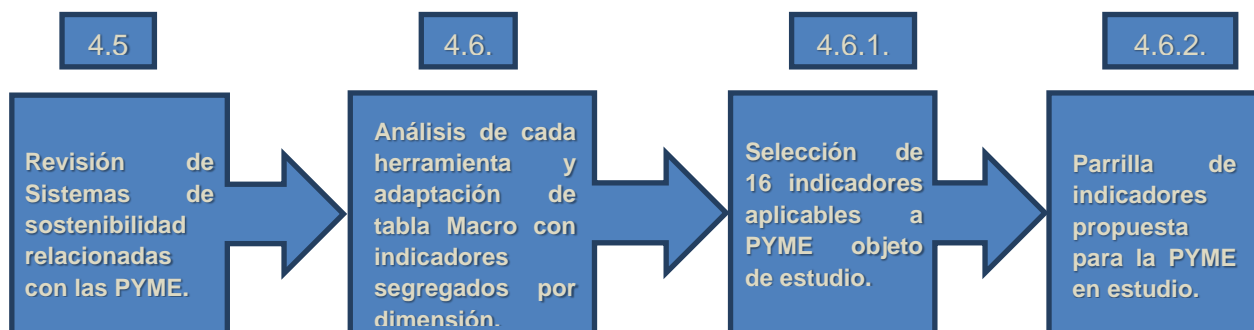 4.5
4.6.
4.6.1.
4.6.2.
Revisión de
Sistemas de
sostenibilidad
relacionadas
con las PYME.
Análisis de cada
herramienta y
adaptación de
tabla Macro con
indicadores
segregados por
dimensión.
Selección de
16 indicadores
aplicables a
PYME objeto
de estudio.
Parrilla de
indicadores
propuesta
para la PYME
en estudio.